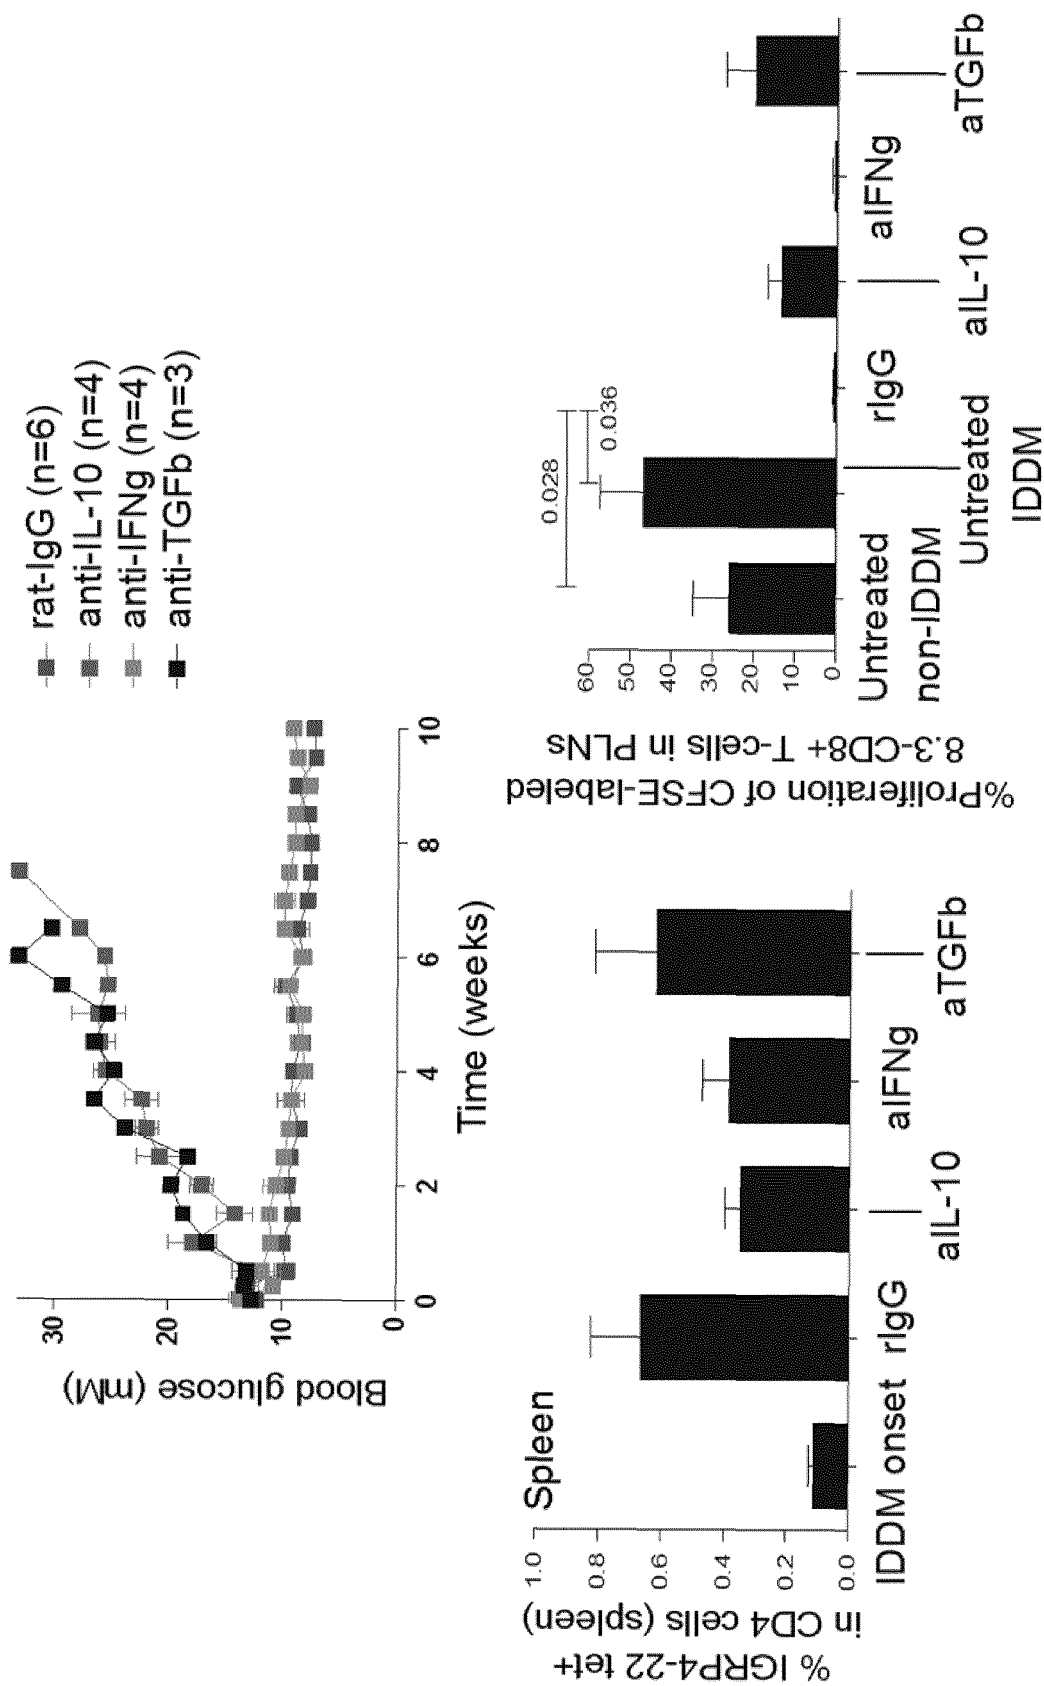 rat-IgG (n=6)
anti-IL-10 (n=4)
anti-IFNg (n=4)
anti-TGFb (n=3)
Blood glucose (mM)
30
20
10
0
0
2
4
6
8
10
Time (weeks)
Spleen
% IGRP4-22 tet+
in CD4 cells (spleen)
1.0
0.8
0.6
0.4
0.2
0.0
IDDM onset
rIgG
aIL-10
aIFNg
aTGFb
%Proliferation of CFSE-labeled
8.3-CD8+ T-cells in PLNs
60
50
40
30
20
10
0
0.028
0.036
Untreated
non-IDDM
Untreated
IDDM
rIgG
aIL-10
aIFNg
aTGFb